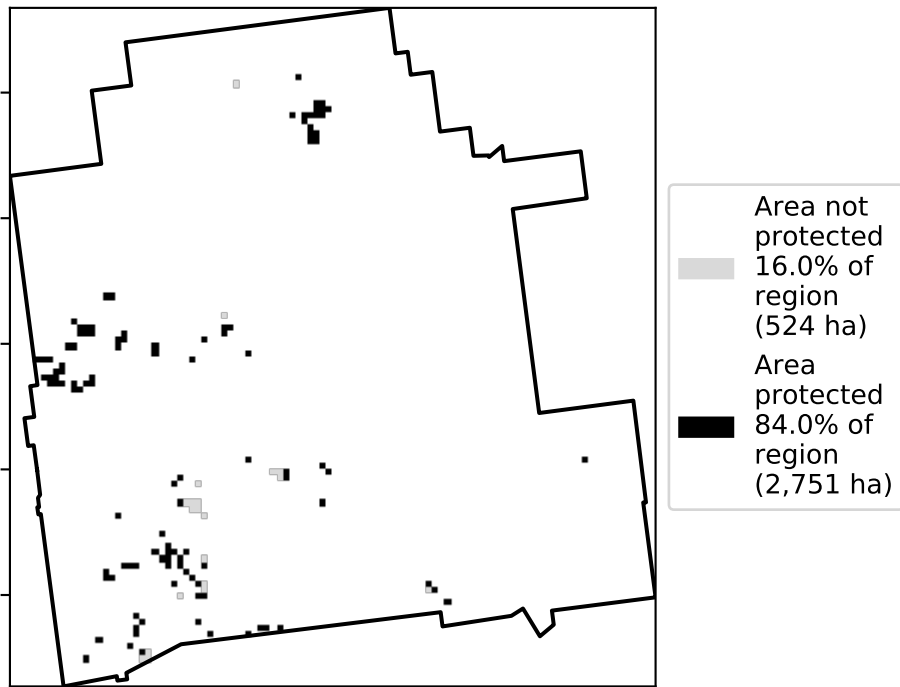 Area not
protected
16.0% of
region
(524 ha)
Area
protected
84.0% of
region
(2,751 ha)